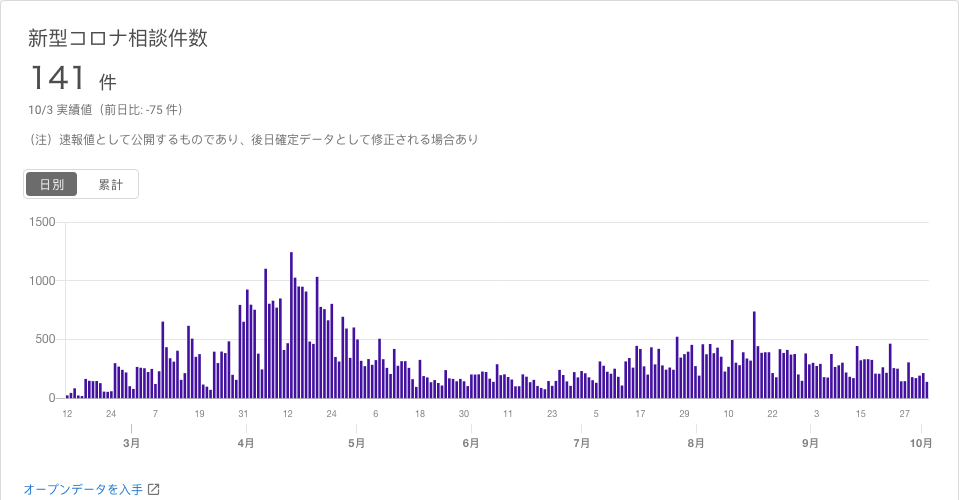 新型コロナ相談件数
141 件
10/3 実績値（前日比: -75 件）
（注）速報値として公開するものであり、後日確定データとして修正される場合あり
日別 累計
1500
1000
500
0
12 24 7 19 31 12 24 6 18 30 11 23 5 17 29 10 22 3 15 27
3月 4月 5月 6月 7月 8月 9月 10月
オープンデータを入手